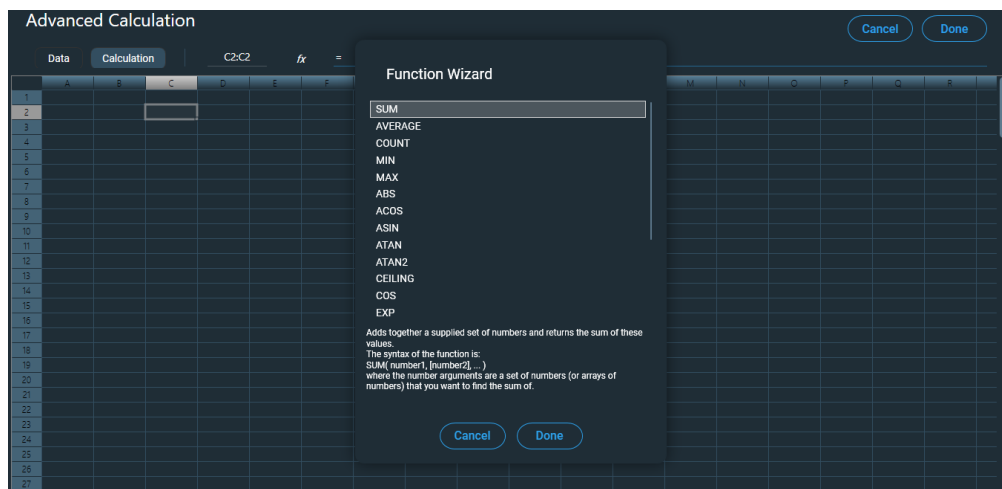 Advanced Calculation
Cancel
Done
Data
Calculation
C2:C2
fx
=
A B C D E F M N O P Q R
Function Wizard
1
2
3
4
5
6
7
8
9
10
11
12
13
14
15
16
17
18
19
20
21
22
23
24
25
26
27
SUM
AVERAGE
COUNT
MIN
MAX
ABS
ACOS
ASIN
ATAN
ATAN2
CEILING
COS
EXP
Adds together a supplied set of numbers and returns the sum of these
values.
The syntax of the function is:
SUM( number1, [number2], ... )
where the number arguments are a set of numbers (or arrays of
numbers) that you want to find the sum of.
Cancel
Done